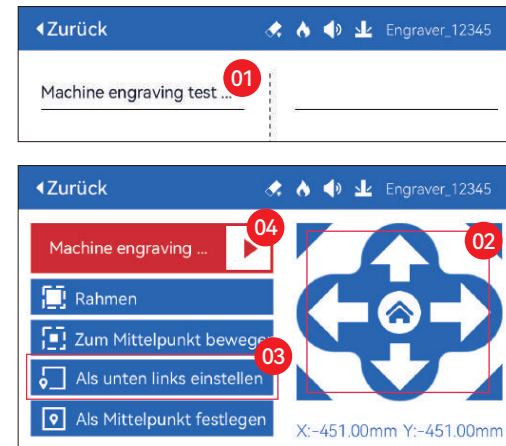 Zurück Engraver_12345
01
Machine engraving test ...
Zurück Engraver_12345
04
Machine engraving ...
02
Rahmen
Zum Mittelpunkt bewegen
03
Als unten links einstellen
Als Mittelpunkt festlegen
X:-451.00mm Y:-451.00mm